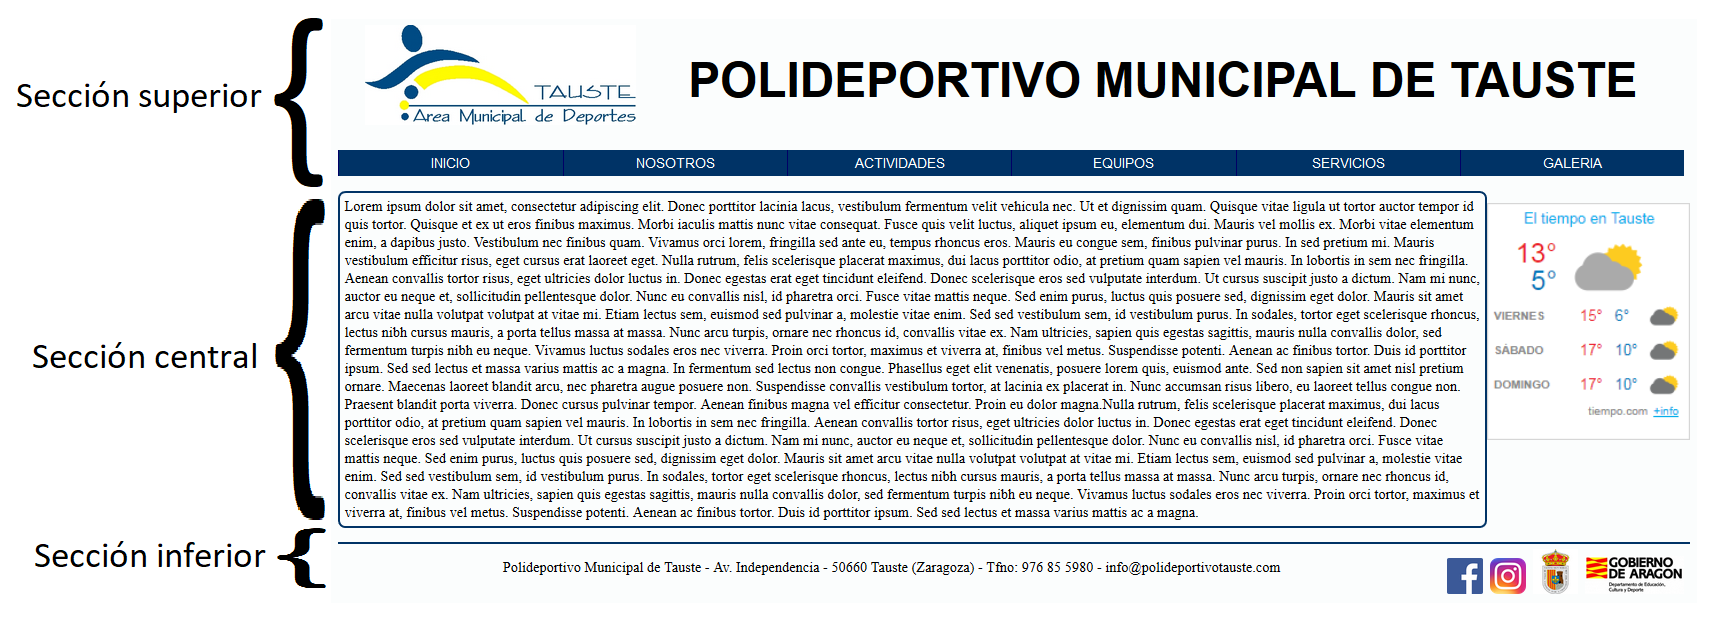 Sección superior
TAUSTE
Area Municipal de Deportes
POLIDEPORTIVO MUNICIPAL DE TAUSTE
INICIO NOSOTROS ACTIVIDADES EQUIPOS SERVICIOS GALERIA
Sección central
Lorem ipsum dolor sit amet, consectetur adipiscing elit. Donec porttitor lacinia lacus, vestibulum fermentum velit vehicula nec. Ut et dignissim quam. Quisque vitae ligula ut tortor auctor tempor id
quis tortor. Quisque et ex ut eros finibus maximus. Morbi iaculis mattis nunc vitae consequat. Fusce quis velit luctus, aliquet ipsum eu, elementum dui. Mauris vel mollis ex. Morbi vitae elementum
enim, a dapibus justo. Vestibulum nec finibus quam. Vivamus orci lorem, fringilla sed ante eu, tempus rhoncus eros. Mauris eu congue sem, finibus pulvinar purus. In sed pretium mi. Mauris
vestibulum efficitur risus, eget cursus erat laoreet eget. Nulla rutrum, felis scelerisque placerat maximus, dui lacus porttitor odio, at pretium quam sapien vel mauris. In lobortis in sem nec fringilla.
Aenean convallis tortor risus, eget ultricies dolor luctus in. Donec egestas erat eget tincidunt eleifend. Donec scelerisque eros sed vulputate interdum. Ut cursus suscipit justo a dictum. Nam mi nunc,
auctor eu neque et, sollicitudin pellentesque dolor. Nunc eu convallis nisl, id pharetra orci. Fusce vitae mattis neque. Sed enim purus, luctus quis posuere sed, dignissim eget dolor. Mauris sit amet
arcu vitae nulla volutpat volutpat at vitae mi. Etiam lectus sem, euismod sed pulvinar a, molestie vitae enim. Sed sed vestibulum sem, id vestibulum purus. In sodales, tortor eget scelerisque rhoncus,
lectus nibh cursus mauris, a porta tellus massa at massa. Nunc arcu turpis, ornare nec rhoncus id, convallis vitae ex. Nam ultricies, sapien quis egestas sagittis, mauris nulla convallis dolor, sed
fermentum turpis nibh eu neque. Vivamus luctus sodales eros nec viverra. Proin orci tortor, maximus et viverra at, finibus vel metus. Suspendisse potenti. Aenean ac finibus tortor. Duis id porttitor
ipsum. Sed sed lectus et massa varius mattis ac a magna. In fermentum sed lectus non congue. Phasellus eget elit venenatis, posuere lorem quis, euismod ante. Sed non sapien sit amet nisl pretium
ornare. Maecenas laoreet blandit arcu, nec pharetra augue posuere non. Suspendisse convallis vestibulum tortor, at lacinia ex placerat in. Nunc accumsan risus libero, eu laoreet tellus congue non.
Praesent blandit porta viverra. Donec cursus pulvinar tempor. Aenean finibus magna vel efficitur consectetur. Proin eu dolor magna.Nulla rutrum, felis scelerisque placerat maximus, dui lacus
porttitor odio, at pretium quam sapien vel mauris. In lobortis in sem nec fringilla. Aenean convallis tortor risus, eget ultricies dolor luctus in. Donec egestas erat eget tincidunt eleifend. Donec
scelerisque eros sed vulputate interdum. Ut cursus suscipit justo a dictum. Nam mi nunc, auctor eu neque et, sollicitudin pellentesque dolor. Nunc eu convallis nisl, id pharetra orci. Fusce vitae
mattis neque. Sed enim purus, luctus quis posuere sed, dignissim eget dolor. Mauris sit amet arcu vitae nulla volutpat volutpat at vitae mi. Etiam lectus sem, euismod sed pulvinar a, molestie vitae
enim. Sed sed vestibulum sem, id vestibulum purus. In sodales, tortor eget scelerisque rhoncus, lectus nibh cursus mauris, a porta tellus massa at massa. Nunc arcu turpis, ornare nec rhoncus id,
convallis vitae ex. Nam ultricies, sapien quis egestas sagittis, mauris nulla convallis dolor, sed fermentum turpis nibh eu neque. Vivamus luctus sodales eros nec viverra. Proin orci tortor, maximus et
viverra at, finibus vel metus. Suspendisse potenti. Aenean ac finibus tortor. Duis id porttitor ipsum. Sed sed lectus et massa varius mattis ac a magna.
El tiempo en Tauste
13°
5°
VIERNES 15° 6°
SÁBADO 17° 10°
DOMINGO 17° 10°
tiempo.com +info
Sección inferior
Polideportivo Municipal de Tauste - Av. Independencia - 50660 Tauste (Zaragoza) - Tfno: 976 85 5980 - info@polideportivotauste.com
GOBIERNO
DE ARAGON
Departamento de Educación,
Cultura y Deporte